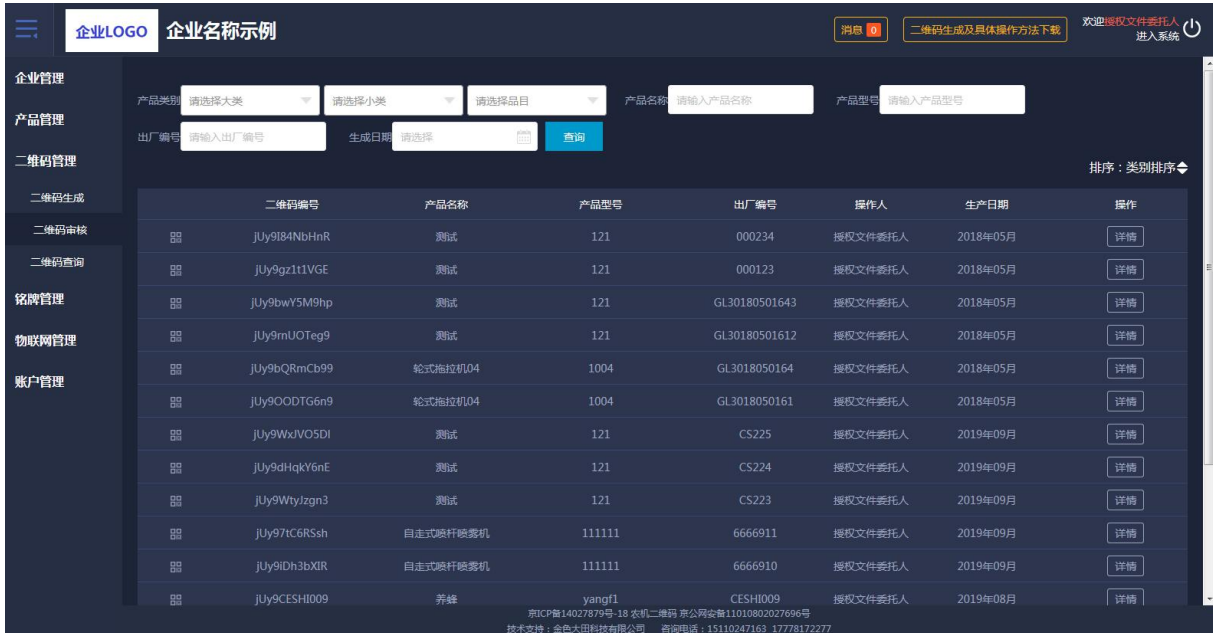 企业LOGO 企业名称示例 消息 0 二维码生成及具体操作方法下载 欢迎授权文件委托人
进入系统
企业管理
产品管理
二维码管理
二维码生成
二维码审核
二维码查询
铭牌管理
物联网管理
账户管理
产品类别 请选择大类 请选择小类 请选择品目 产品名称 请输入产品名称 产品型号 请输入产品型号
出厂编号 请输入出厂编号 生成日期 请选择 查询
排序：类别排序
二维码编号 产品名称 产品型号 出厂编号 操作人 生产日期 操作
jUy9I84NbHnR 测试 121 000234 授权文件委托人 2018年05月 详情
jUy9gz1t1VGE 测试 121 000123 授权文件委托人 2018年05月 详情
jUy9bwY5M9hp 测试 121 GL30180501643 授权文件委托人 2018年05月 详情
jUy9rnUOTeg9 测试 121 GL30180501612 授权文件委托人 2018年05月 详情
jUy9bQRmCb99 轮式拖拉机04 1004 GL3018050164 授权文件委托人 2018年05月 详情
jUy9OODTG6n9 轮式拖拉机04 1004 GL3018050161 授权文件委托人 2018年05月 详情
jUy9WxJVO5DI 测试 121 CS225 授权文件委托人 2019年09月 详情
jUy9dHqkY6nE 测试 121 CS224 授权文件委托人 2019年09月 详情
jUy9WtyJzgn3 测试 121 CS223 授权文件委托人 2019年09月 详情
jUy97tC6RSsh 自走式喷杆喷雾机 111111 6666911 授权文件委托人 2019年09月 详情
jUy9iDh3bXIR 自走式喷杆喷雾机 111111 6666910 授权文件委托人 2019年09月 详情
jUy9CESHI009 养蜂 yangf1 CESHI009 授权文件委托人 2019年08月 详情
京ICP备14027879号-18 农机二维码 京公网安备11010802027696号
技术支持：金色大田科技有限公司 咨询电话：15110247163 17778172277